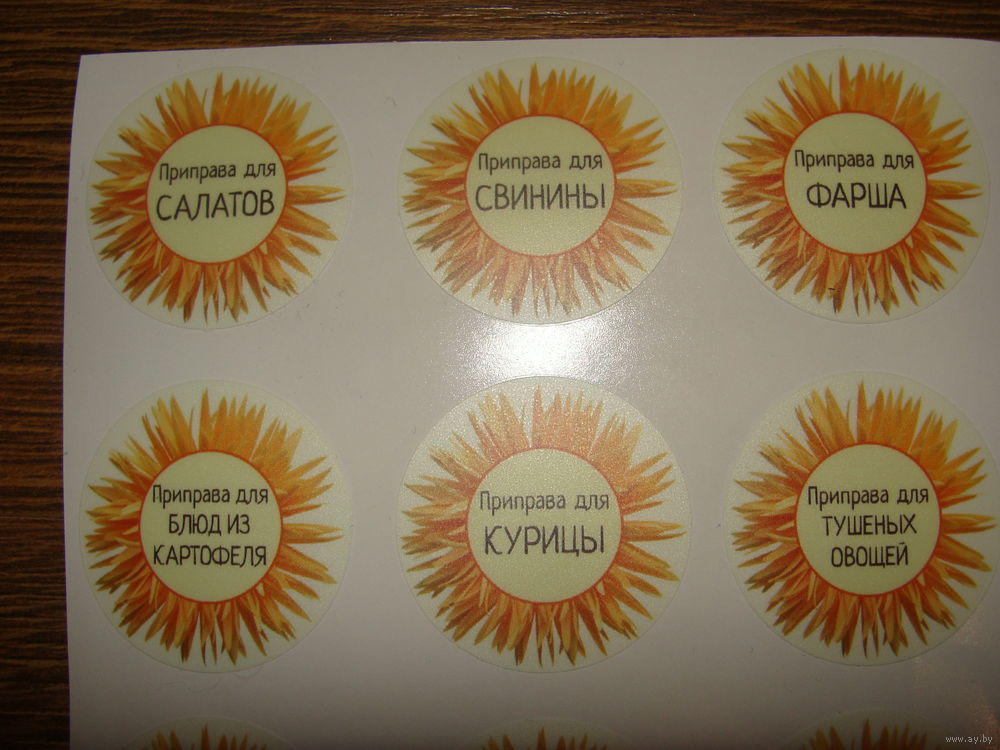 Приправа для
САЛАТОВ
Приправа для
СВИНИНЫ
Приправа для
ФАРША
Приправа для
БЛЮД ИЗ
КАРТОФЕЛЯ
Приправа для
КУРИЦЫ
Приправа для
ТУШЕНЫХ
ОВОЩЕЙ
www.ay.by